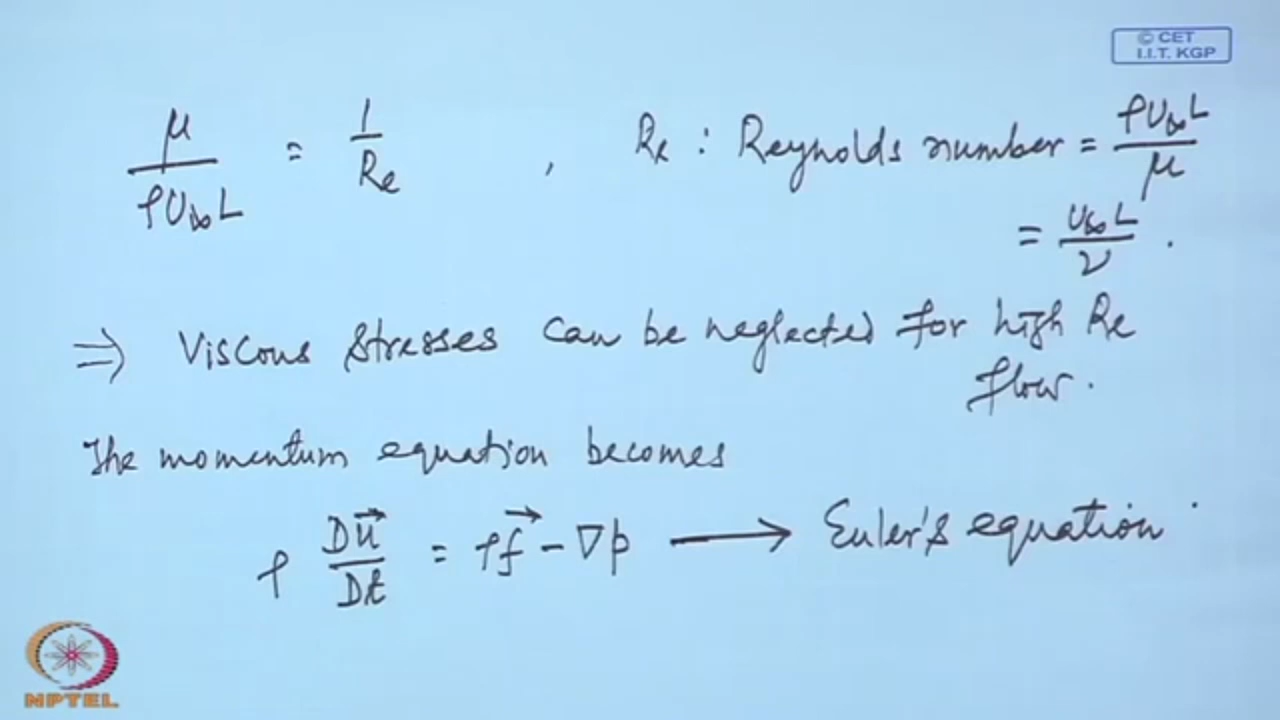 © CET
I.I.T. KGP
μ/(ρU∞L) = 1/Re , Re : Reynolds number = ρU∞L/μ
= U∞L/ν .
⇒ Viscous stresses can be neglected for high Re
flow.
The momentum equation becomes
ρ Du⃗/Dt = ρf⃗ - ∇p ⟶ Euler's equation .
NPTEL